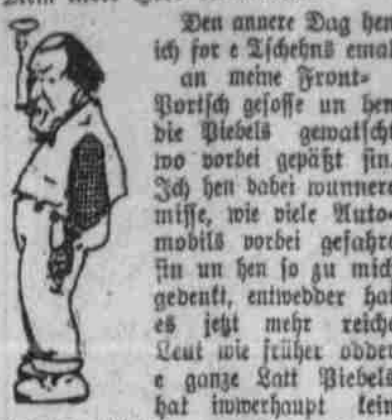 Den annere Dag hen
ich for e Tschehns emal
an meine Front-
Portsch gesosse un hen
die Piebels gewatscht
wo vorbei gepäßt sin.
Ich hen dabei wunnere
misse, wie viele Auto-
mobils vorbei gefahre
sin un hen so zu mich
gedenkt, entwedder hat
es jetzt mehr reiche
Leut wie früher odder
e ganze Latt Piebels
hat iwwerhaupt kein